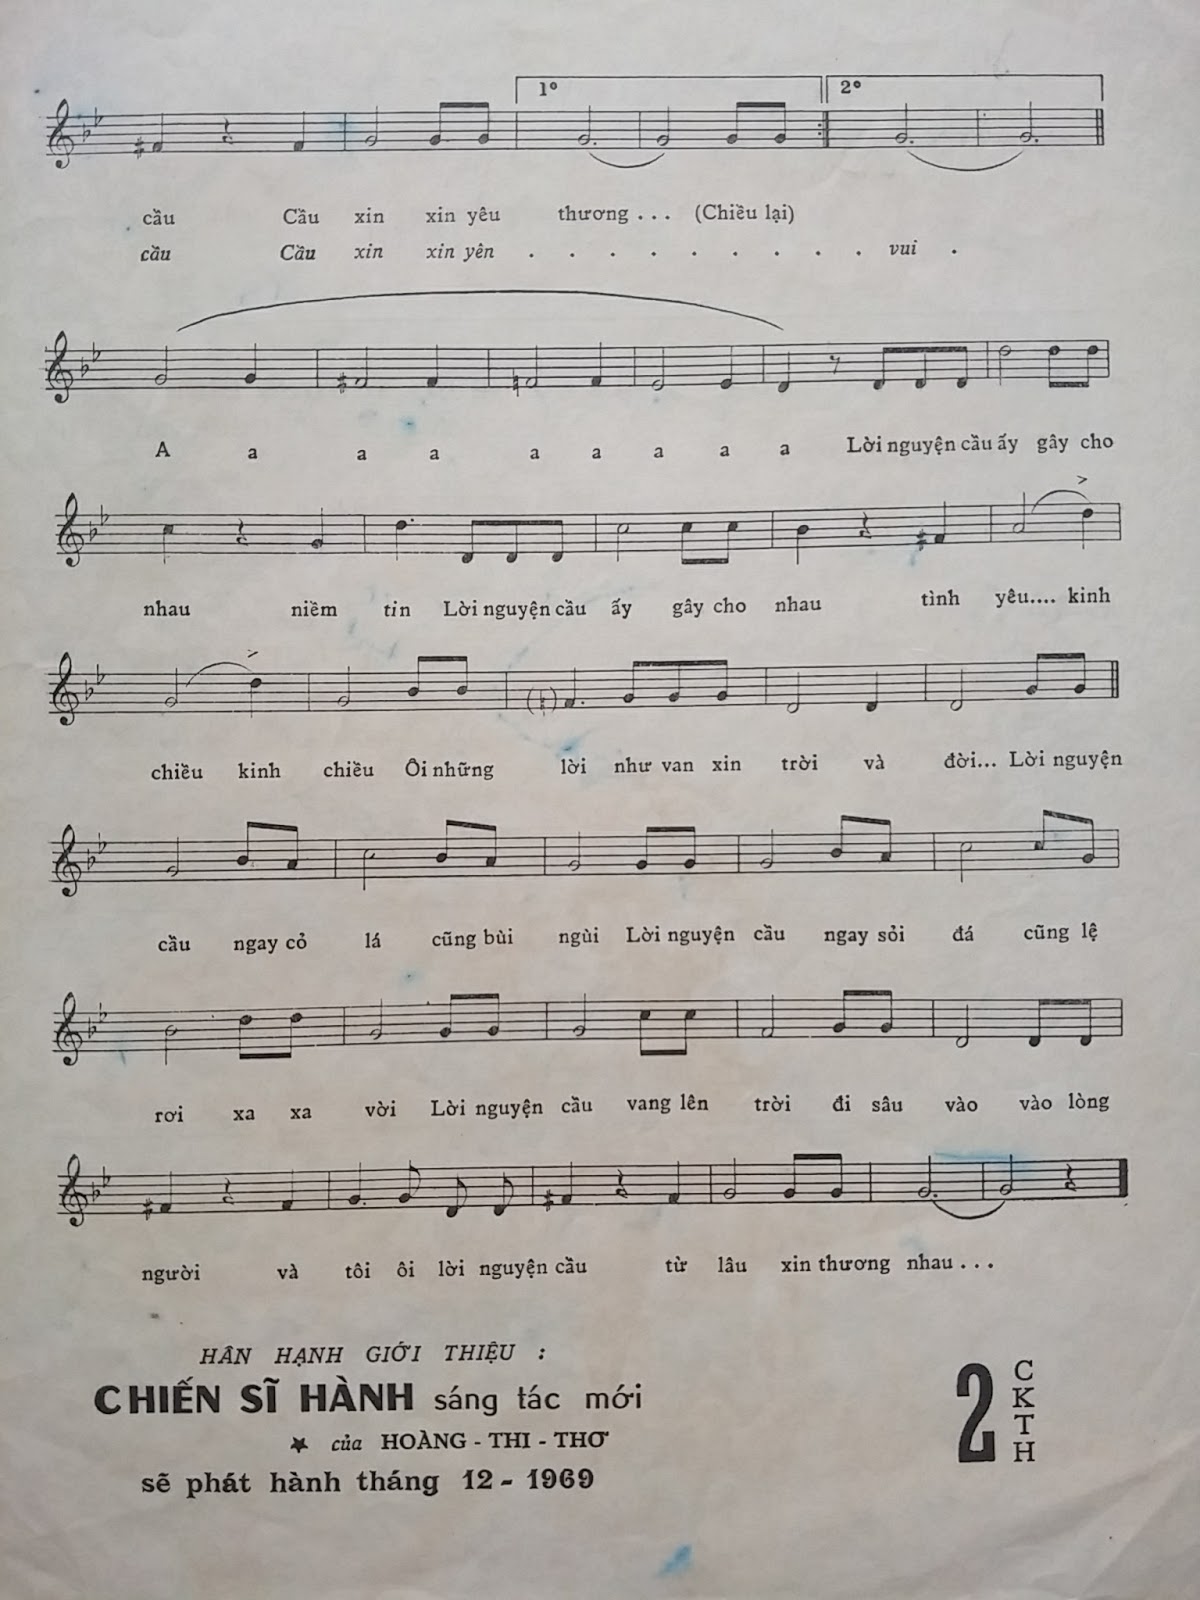 1º 2º
cầu Cầu xin xin yêu thương... (Chiều lại)
cầu Cầu xin xin yên . . . . . . . . . vui .
A a a a a a a a a Lời nguyện cầu ấy gây cho
nhau niềm tin Lời nguyện cầu ấy gây cho nhau tình yêu.... kinh
chiều kinh chiều Ôi những lời như van xin trời và đời... Lời nguyện
cầu ngay cỏ lá cũng bùi ngùi Lời nguyện cầu ngay sỏi đá cũng lệ
rơi xa xa vời Lời nguyện cầu vang lên trời đi sâu vào vào lòng
người và tôi ôi lời nguyện cầu từ lâu xin thương nhau...
HÂN HẠNH GIỚI THIỆU :
CHIẾN SĨ HÀNH sáng tác mới
của HOÀNG - THI - THƠ
sẽ phát hành tháng 12 - 1969
2 CKTH